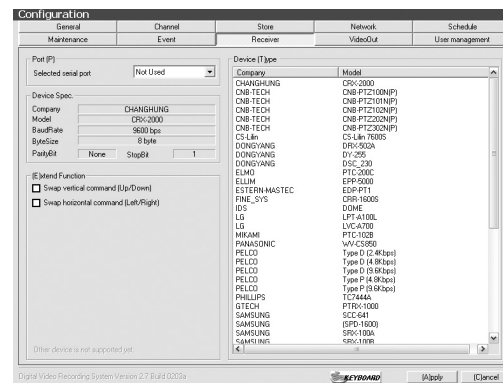 Configuration
General Channel Store Network Schedule
Maintenance Event Receiver VideoOut User management
Port (P)
Selected serial port Not Used
Device Spec.
Company CHANGHUNG
Model CRX-2000
BaudRate 9600 bps
ByteSize 8 byte
ParityBit None StopBit 1
(E)xtend Function
Swap vertical command (Up/Down)
Swap horizontal command (Left/Right)
Other device is not supported yet.
Device (T)ype
Company Model
CHANGHUNG CRX-2000
CNB-TECH CNB-PTZ100N(P)
CNB-TECH CNB-PTZ101N(P)
CNB-TECH CNB-PTZ102N(P)
CNB-TECH CNB-PTZ202N(P)
CNB-TECH CNB-PTZ302N(P)
CS-Lilin CS-Lilin 7600S
DONGYANG DRX-502A
DONGYANG DY-255
DONGYANG DSC_230
ELMO PTC-200C
ELLIM EPP-5000
ESTERN-MASTEC EDP-PT1
FINE_SYS CRR-1600S
IDS DOME
LG LPT-A100L
LG LVC-A700
MIKAMI PTC-102B
PANASONIC WV-CS850
PELCO Type D (2.4Kbps)
PELCO Type D (4.8Kbps)
PELCO Type D (9.6Kbps)
PELCO Type P (4.8Kbps)
PELCO Type P (9.6Kbps)
PHILLIPS TC7444A
GTECH PTRX-1000
SAMSUNG SCC-641
SAMSUNG (SPD-1600)
SAMSUNG SRX-100A
SAMSUNG SRX-100B
Digital Video Recording System Version 2.7 Build 0203a
KEYBOARD (A)pply (C)ancel